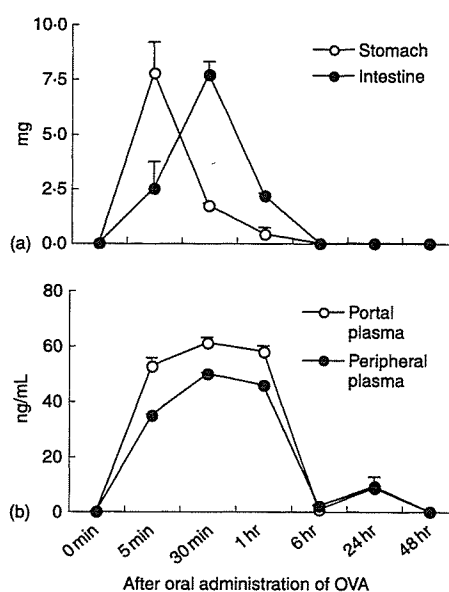 10·0
7·5
5·0
2·5
0·0
mg
(a)
Stomach
Intestine
80
60
40
20
0
ng/mL
(b)
Portal
plasma
Peripheral
plasma
0 min
5 min
30 min
1 hr
6 hr
24 hr
48 hr
After oral administration of OVA